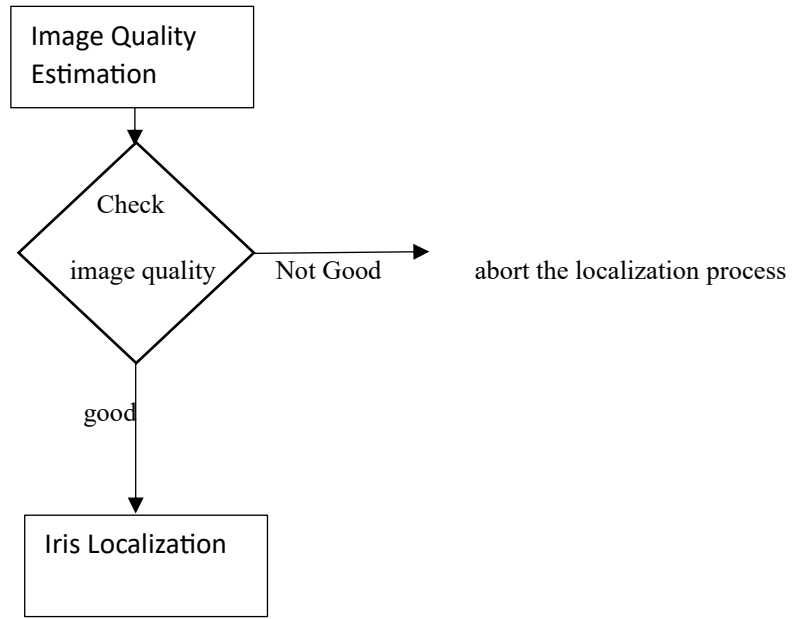 Image Quality
Estimation
Check
image quality
Not Good
abort the localization process
good
Iris Localization